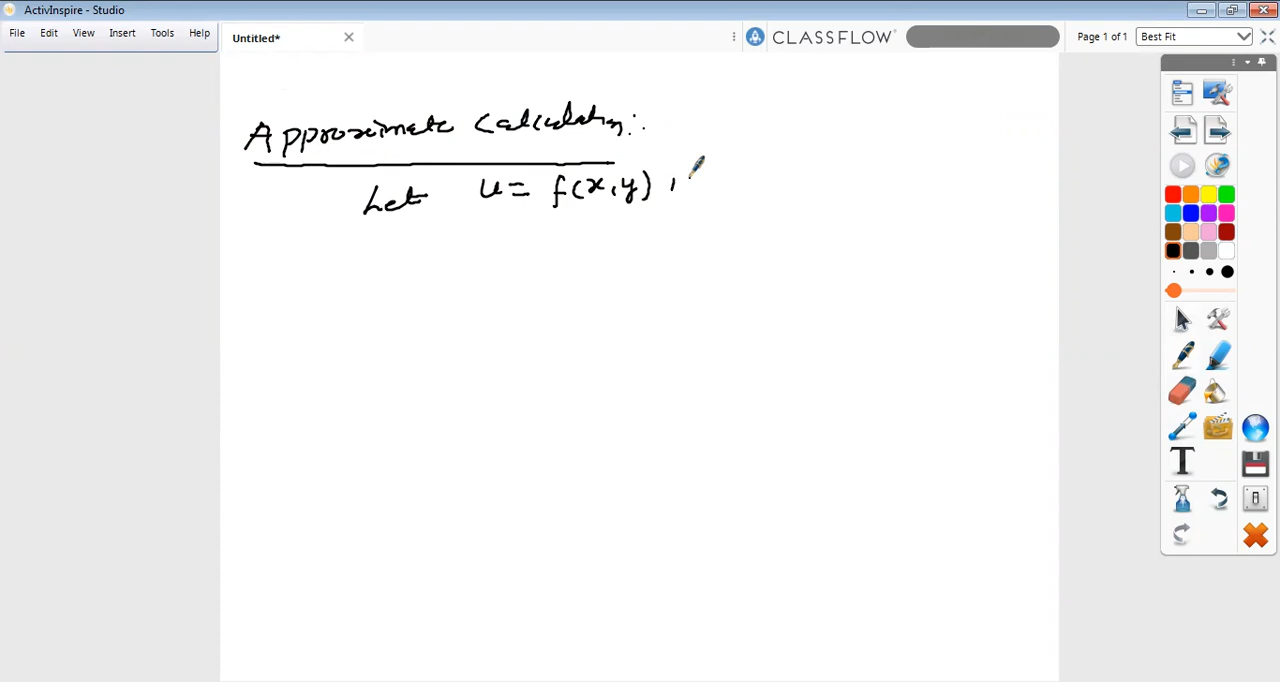 ActivInspire - Studio
File Edit View Insert Tools Help
Untitled*
CLASSFLOW
Page 1 of 1
Best Fit
Approximate Calculation:.
Let u = f(x,y) ,
T